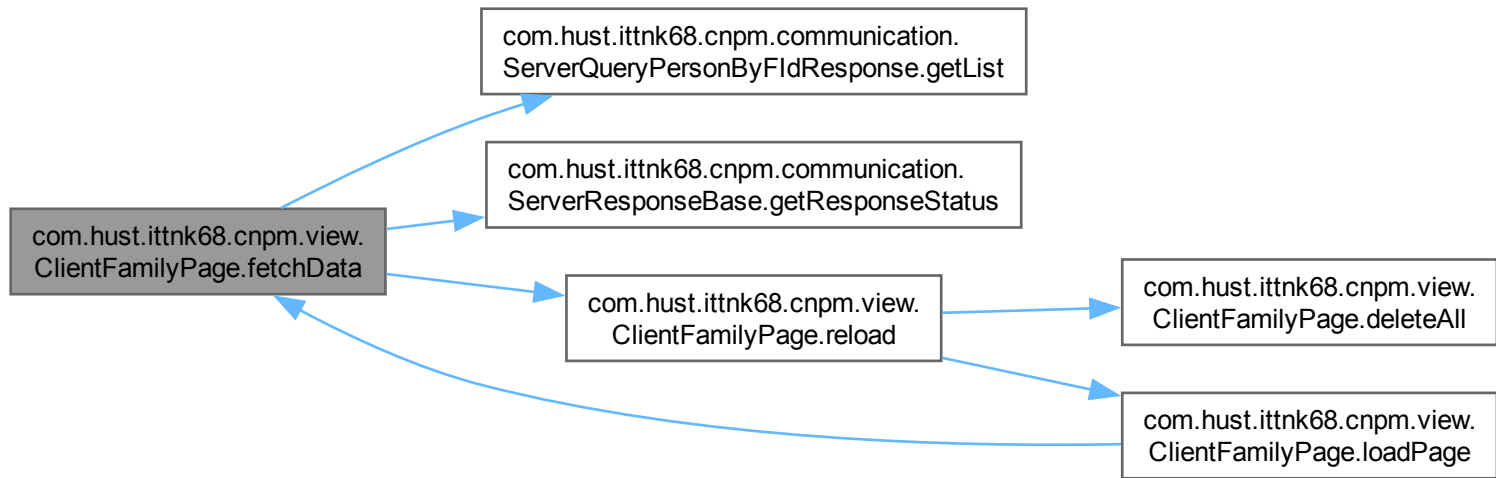 com.hust.ittnk68.cnpm.communication.
ServerQueryPersonByFIdResponse.getList
com.hust.ittnk68.cnpm.communication.
ServerResponseBase.getResponseStatus
com.hust.ittnk68.cnpm.view.
ClientFamilyPage.fetchData
com.hust.ittnk68.cnpm.view.
ClientFamilyPage.reload
com.hust.ittnk68.cnpm.view.
ClientFamilyPage.deleteAll
com.hust.ittnk68.cnpm.view.
ClientFamilyPage.loadPage